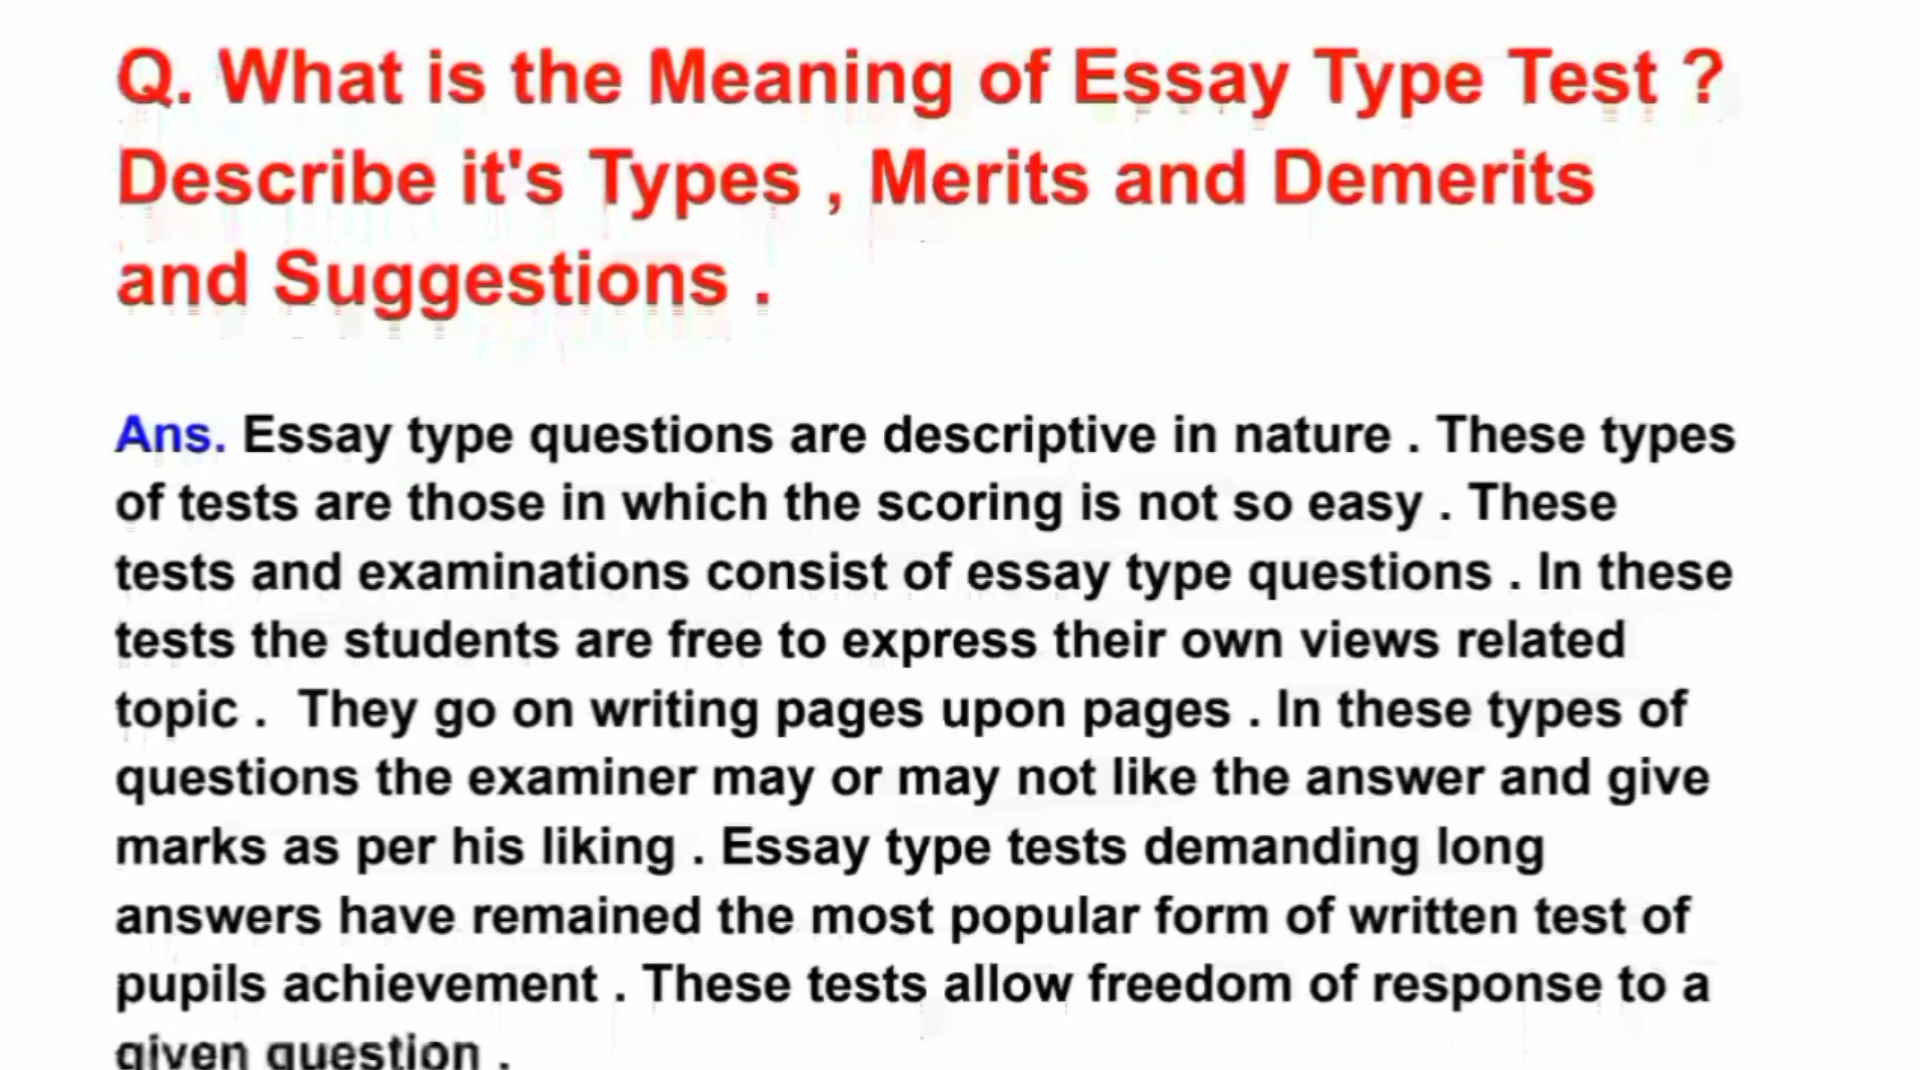 Q. What is the Meaning of Essay Type Test ?
Describe it's Types , Merits and Demerits
and Suggestions .
Ans. Essay type questions are descriptive in nature . These types
of tests are those in which the scoring is not so easy . These
tests and examinations consist of essay type questions . In these
tests the students are free to express their own views related
topic .  They go on writing pages upon pages . In these types of
questions the examiner may or may not like the answer and give
marks as per his liking . Essay type tests demanding long
answers have remained the most popular form of written test of
pupils achievement . These tests allow freedom of response to a
given question .